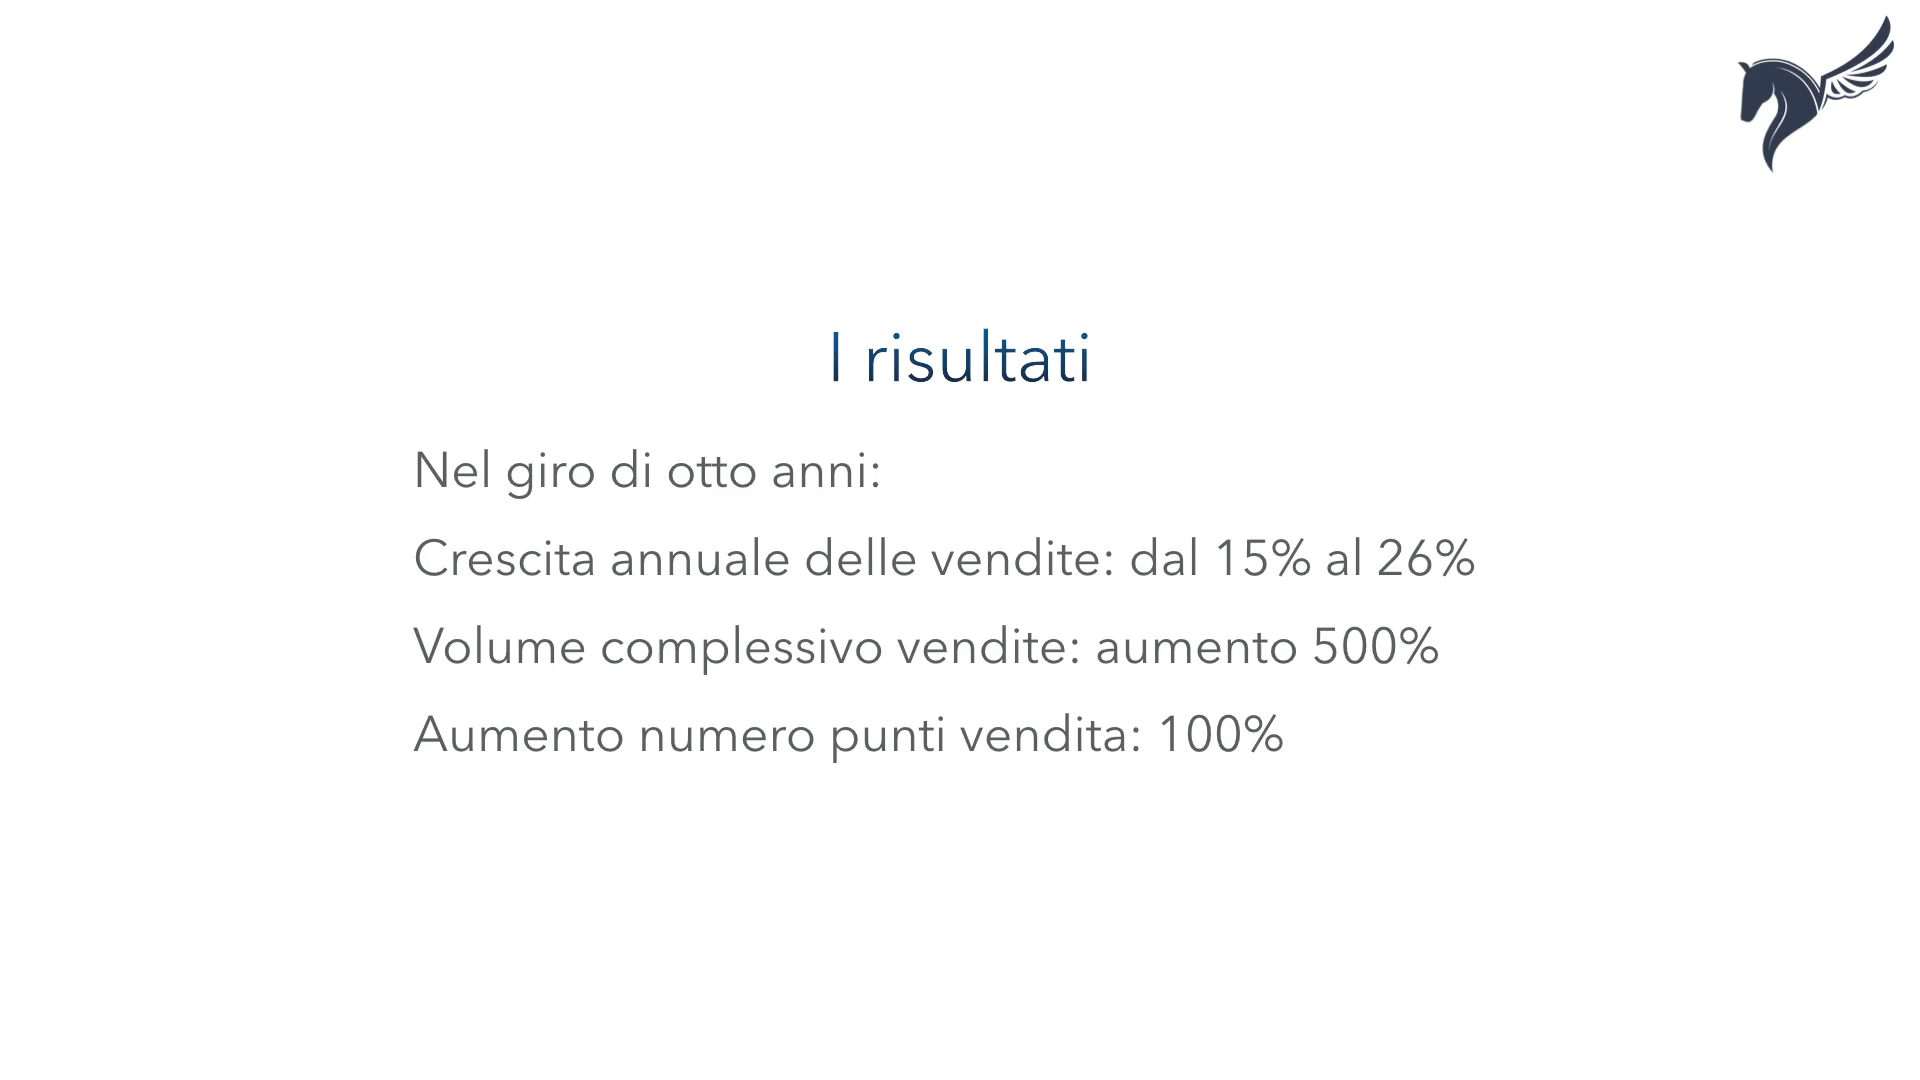 I risultati
Nel giro di otto anni:
Crescita annuale delle vendite: dal 15% al 26%
Volume complessivo vendite: aumento 500%
Aumento numero punti vendita: 100%